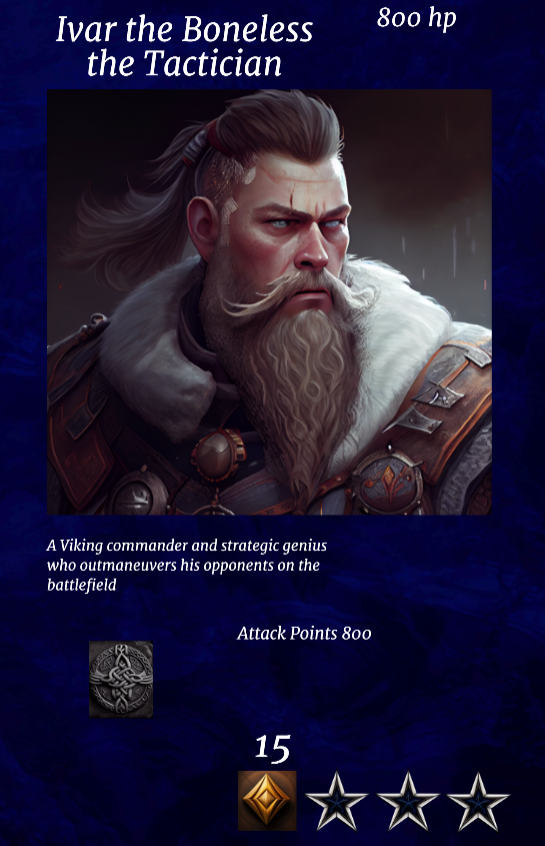 Ivar the Boneless
the Tactician
800 hp
A Viking commander and strategic genius
who outmaneuvers his opponents on the
battlefield
Attack Points 800
15